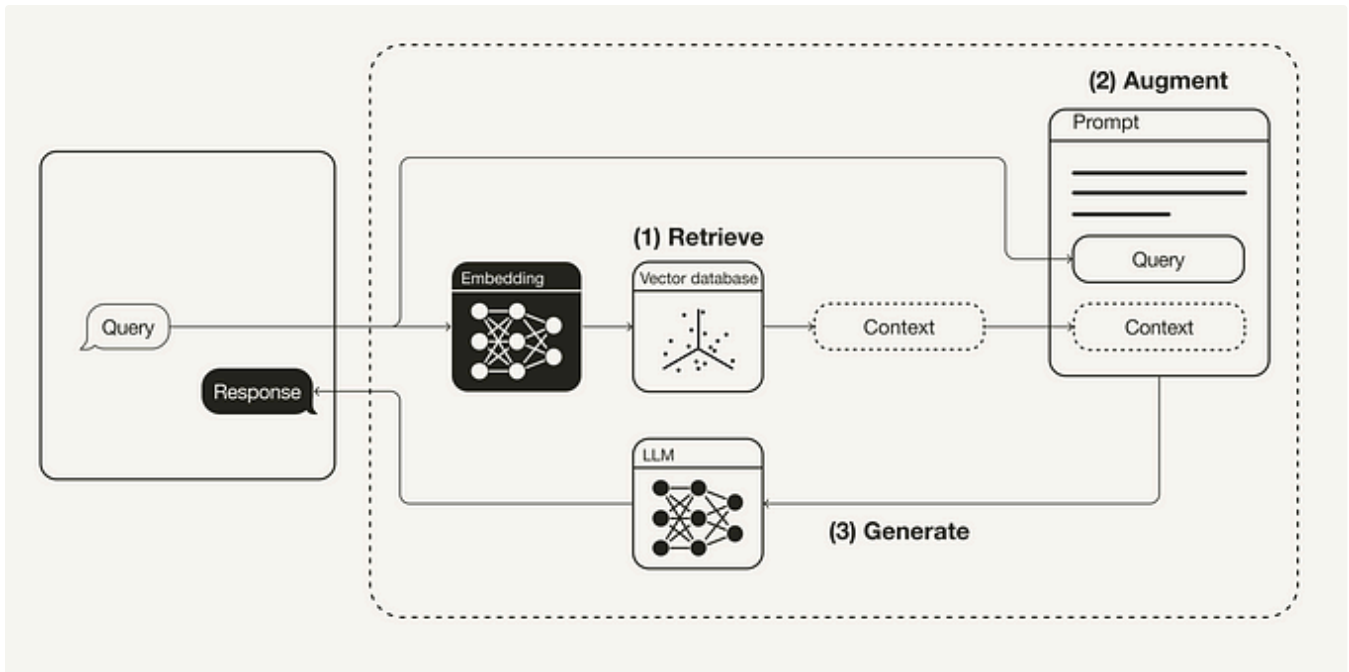 (2) Augment
Prompt
(1) Retrieve
Query
Embedding
Vector database
Query
Context
Context
Response
LLM
(3) Generate